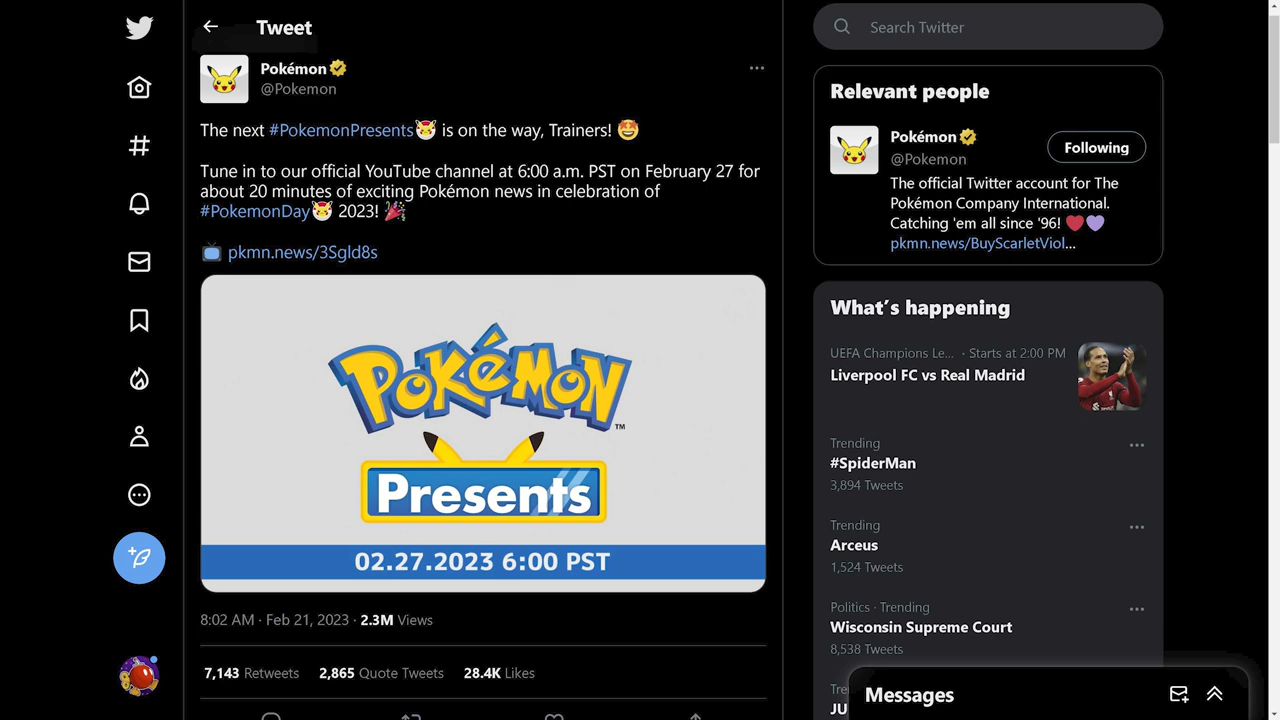 Tweet
Pokémon
@Pokemon
The next #PokemonPresents is on the way, Trainers! 🤩
Tune in to our official YouTube channel at 6:00 a.m. PST on February 27 for
about 20 minutes of exciting Pokémon news in celebration of
#PokemonDay 2023! 🎉
📺 pkmn.news/3Sgld8s
POKéMON™
Presents
02.27.2023 6:00 PST
8:02 AM · Feb 21, 2023 · 2.3M Views
7,143 Retweets 2,865 Quote Tweets 28.4K Likes
Search Twitter
Relevant people
Pokémon
@Pokemon
Following
The official Twitter account for The
Pokémon Company International.
Catching 'em all since '96! ❤️💜
pkmn.news/BuyScarletViol...
What’s happening
UEFA Champions Le... · Starts at 2:00 PM
Liverpool FC vs Real Madrid
Trending
#SpiderMan
3,894 Tweets
Trending
Arceus
1,524 Tweets
Politics · Trending
Wisconsin Supreme Court
8,538 Tweets
Tre
JU
Messages